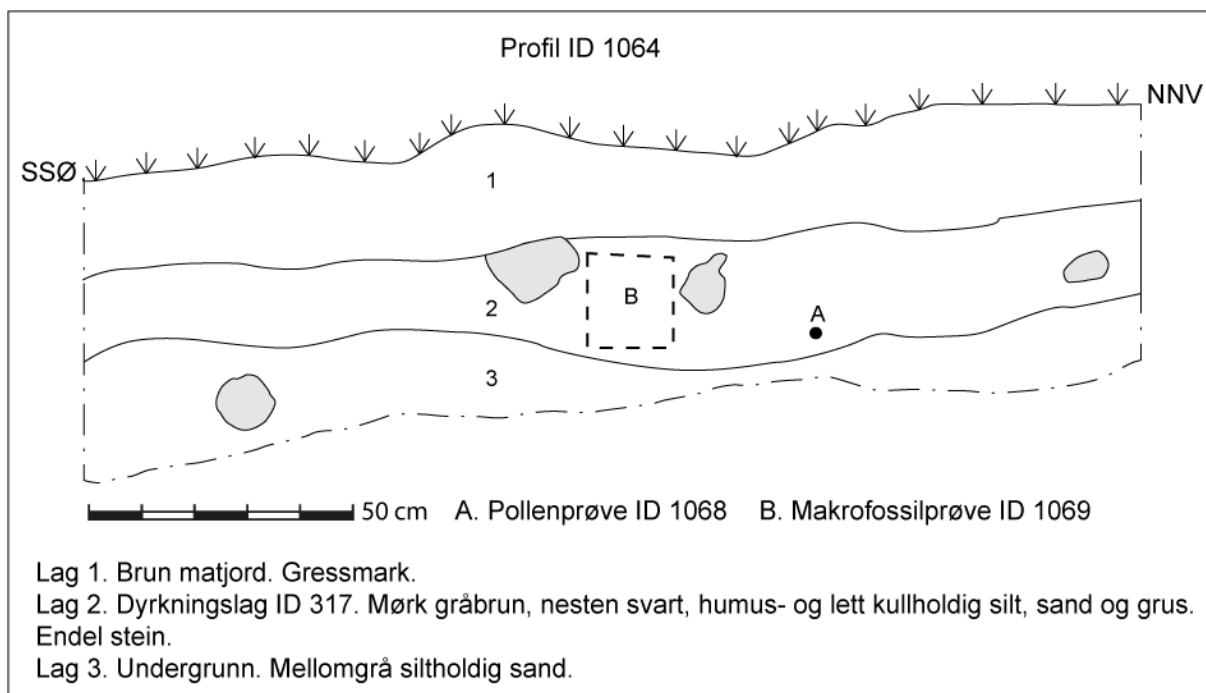 Profil ID 1064
NNV
SSØ
1
B
2
A
3
50 cm A. Pollenprøve ID 1068 B. Makrofossilprøve ID 1069
Lag 1. Brun matjord. Gressmark.
Lag 2. Dyrkningslag ID 317. Mørk gråbrun, nesten svart, humus- og lett kullholdig silt, sand og grus.
Endel stein.
Lag 3. Undergrunn. Mellomgrå siltholdig sand.